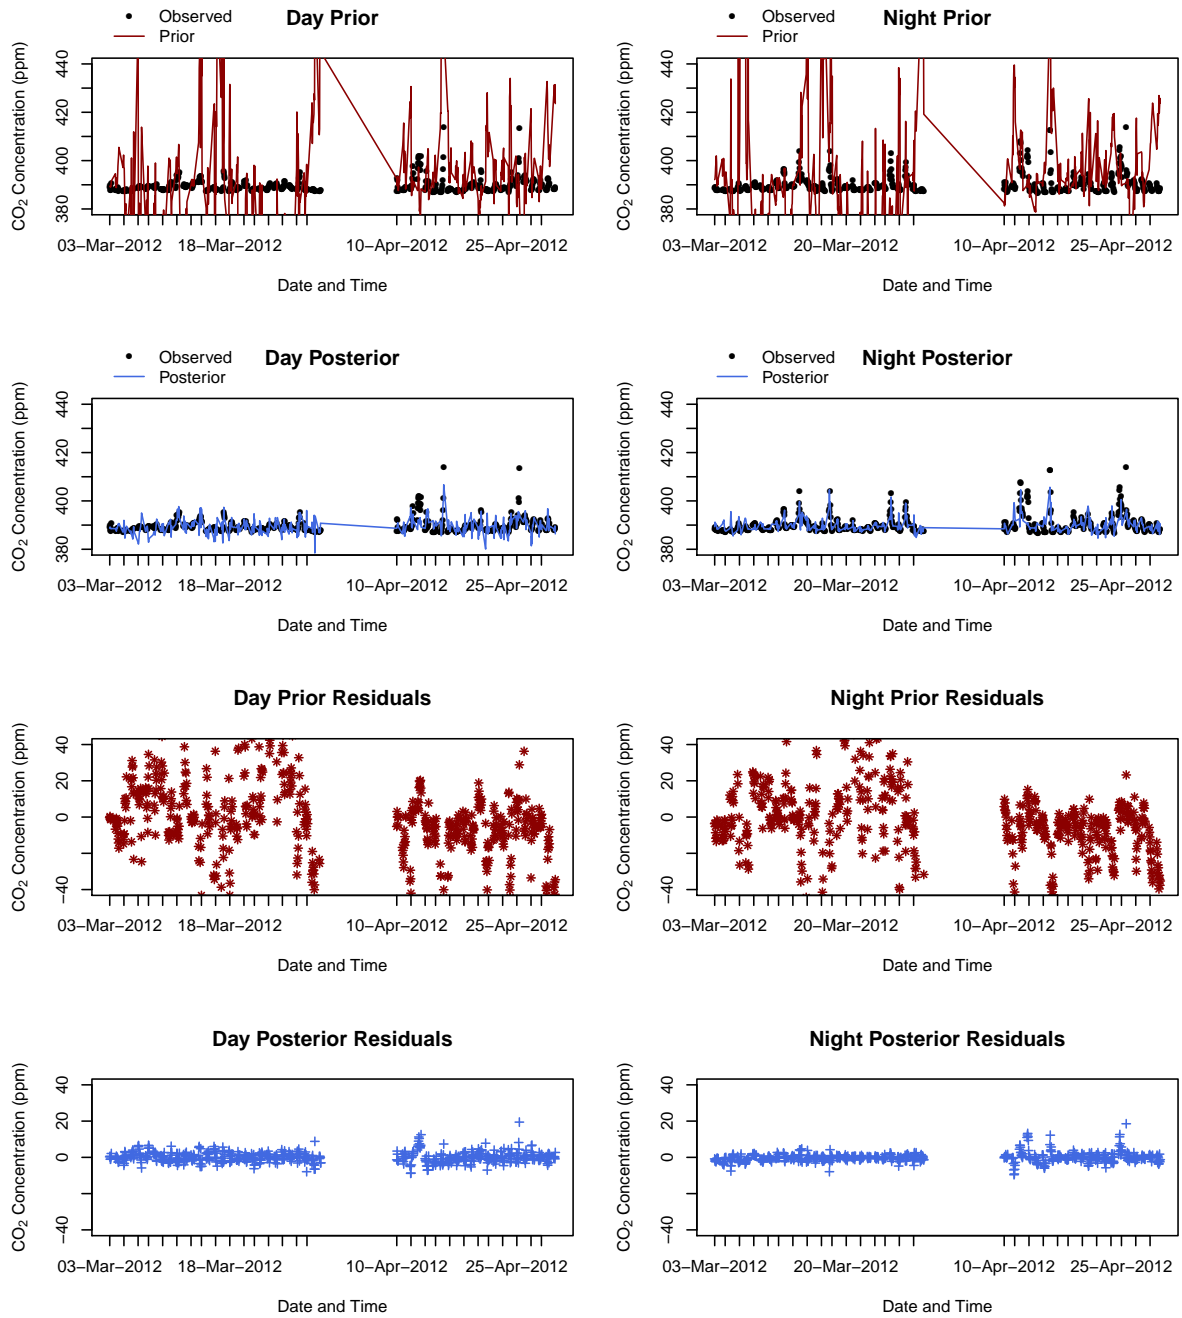 Observed
Prior
Day Prior
CO₂ Concentration (ppm)
380 400 420 440
03−Mar−2012 18−Mar−2012 10−Apr−2012 25−Apr−2012
Date and Time
Observed
Prior
Night Prior
CO₂ Concentration (ppm)
380 400 420 440
03−Mar−2012 20−Mar−2012 10−Apr−2012 25−Apr−2012
Date and Time
Observed
Posterior
Day Posterior
CO₂ Concentration (ppm)
380 400 420 440
03−Mar−2012 18−Mar−2012 10−Apr−2012 25−Apr−2012
Date and Time
Observed
Posterior
Night Posterior
CO₂ Concentration (ppm)
380 400 420 440
03−Mar−2012 20−Mar−2012 10−Apr−2012 25−Apr−2012
Date and Time
Day Prior Residuals
CO₂ Concentration (ppm)
−40 0 20 40
03−Mar−2012 18−Mar−2012 10−Apr−2012 25−Apr−2012
Date and Time
Night Prior Residuals
CO₂ Concentration (ppm)
−40 0 20 40
03−Mar−2012 20−Mar−2012 10−Apr−2012 25−Apr−2012
Date and Time
Day Posterior Residuals
CO₂ Concentration (ppm)
−40 0 20 40
03−Mar−2012 18−Mar−2012 10−Apr−2012 25−Apr−2012
Date and Time
Night Posterior Residuals
CO₂ Concentration (ppm)
−40 0 20 40
03−Mar−2012 20−Mar−2012 10−Apr−2012 25−Apr−2012
Date and Time